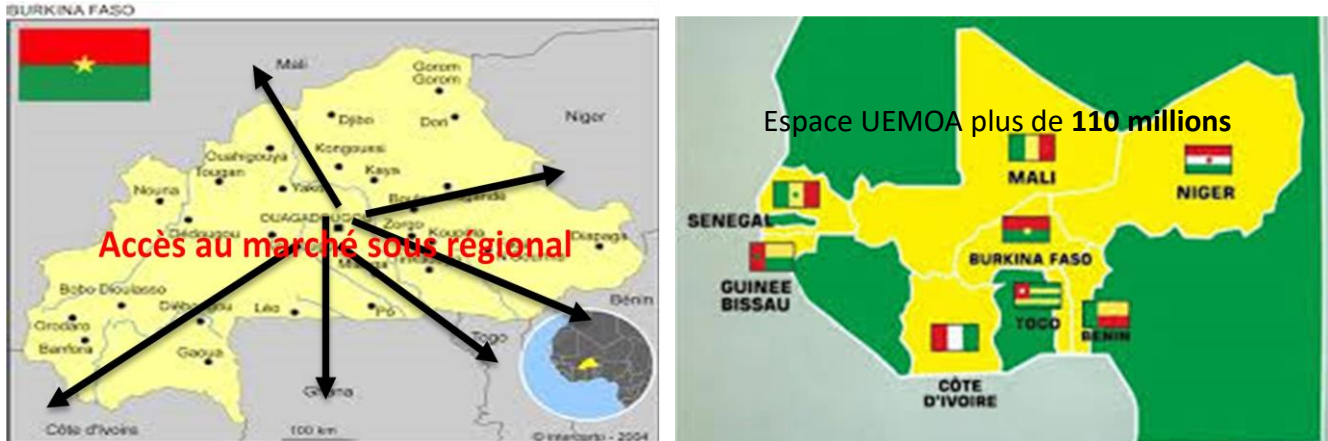 BURKINA FASO
Mali
Niger
Gorom
Gorom
Djibo
Dori
Ouahigouya
Tougan
Kongoussi
Kaya
Nouna
Yako
OUAGADOUGOU
Zorgo
Dédougou
Koupéla
Diapaga
Accès au marché sous régional
Bobo Dioulasso
Diébougou
Léo
Pô
Bénin
Orodara
Banfora
Gaoua
Togo
Ghana
Côte d'Ivoire
100 km
© Intercarto - 2004
Espace UEMOA plus de 110 millions
MALI
NIGER
SENEGAL
BURKINA FASO
GUINEE
BISSAU
TOGO
BENIN
CÔTE
D'IVOIRE